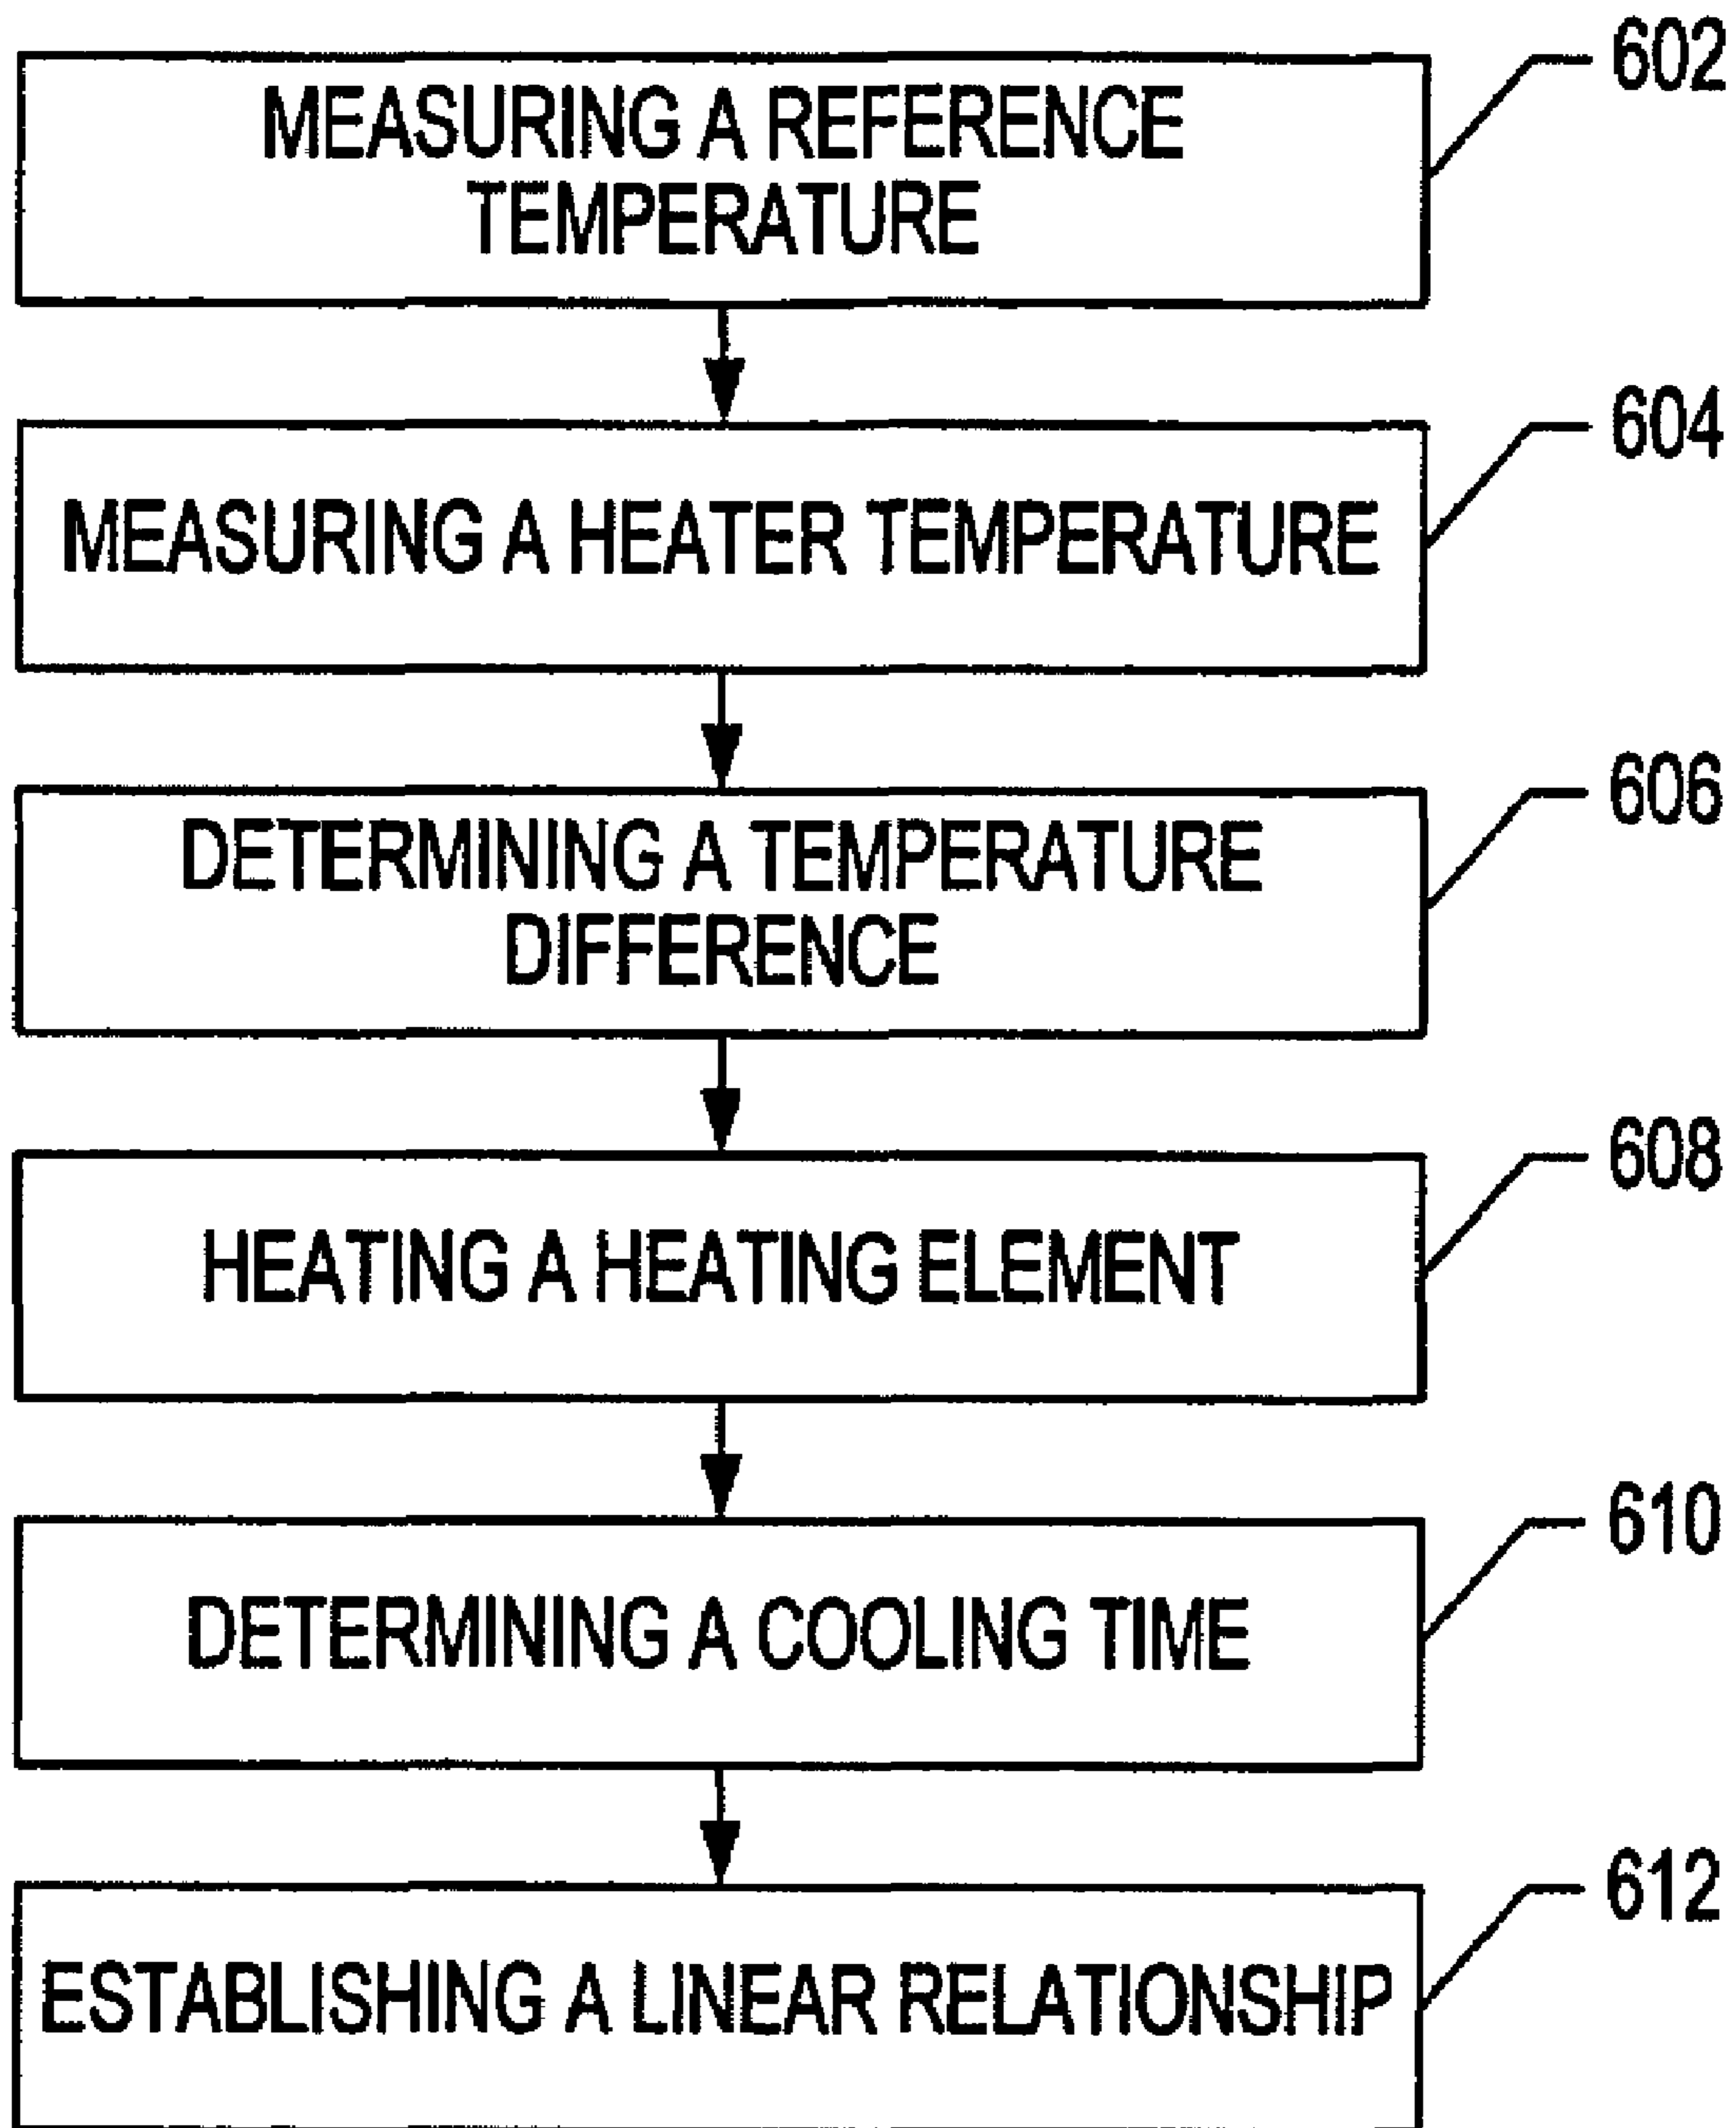 602
MEASURING A REFERENCE
TEMPERATURE
604
MEASURING A HEATER TEMPERATURE
606
DETERMINING A TEMPERATURE
DIFFERENCE
608
HEATING A HEATING ELEMENT
610
DETERMINING A COOLING TIME
612
ESTABLISHING A LINEAR RELATIONSHIP